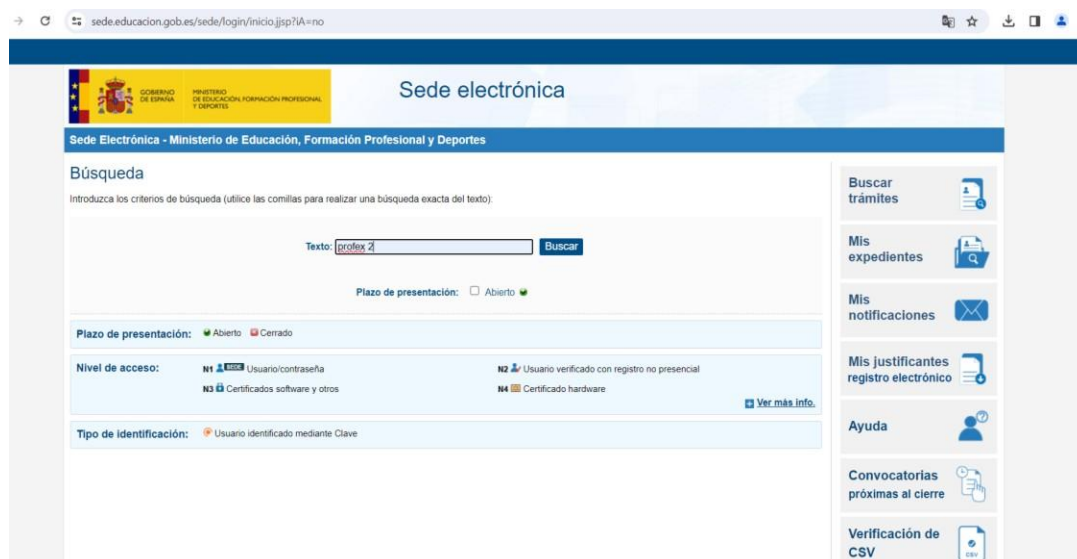 sede.educacion.gob.es/sede/login/inicio.jjsp?iA=no
GOBIERNO
DE ESPAÑA
MINISTERIO
DE EDUCACIÓN, FORMACIÓN PROFESIONAL
Y DEPORTES
Sede electrónica
Sede Electrónica - Ministerio de Educación, Formación Profesional y Deportes
Búsqueda
Introduzca los criterios de búsqueda (utilice las comillas para realizar una búsqueda exacta del texto):
Texto: profex 2 Buscar
Plazo de presentación: Abierto
Plazo de presentación: Abierto Cerrado
Nivel de acceso: N1 SEDE Usuario/contraseña N2 Usuario verificado con registro no presencial
N3 Certificados software y otros N4 Certificado hardware
Ver más info.
Tipo de identificación: Usuario identificado mediante Clave
Buscar
trámites
Mis
expedientes
Mis
notificaciones
Mis justificantes
registro electrónico
Ayuda
Convocatorias
próximas al cierre
Verificación de
CSV
CSV